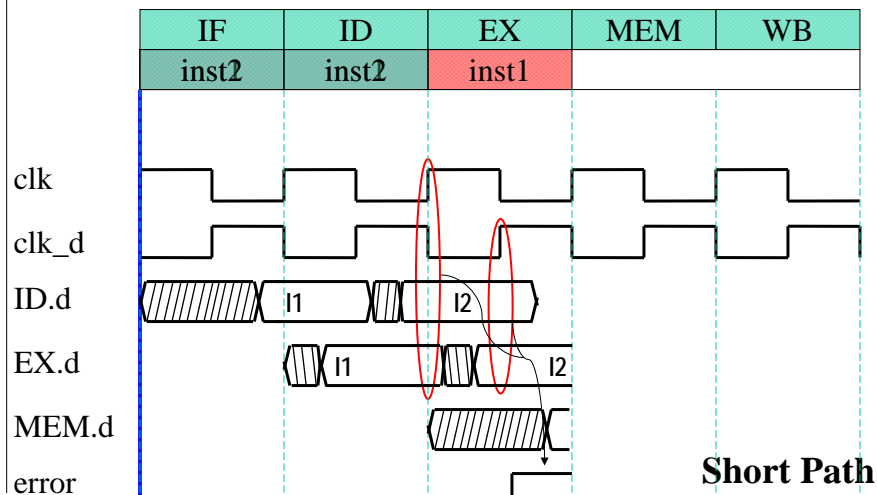 IF ID EX MEM WB
inst2 inst2 inst1
clk
clk_d
ID.d I1 I2
EX.d I1 I2
MEM.d
error Short Path